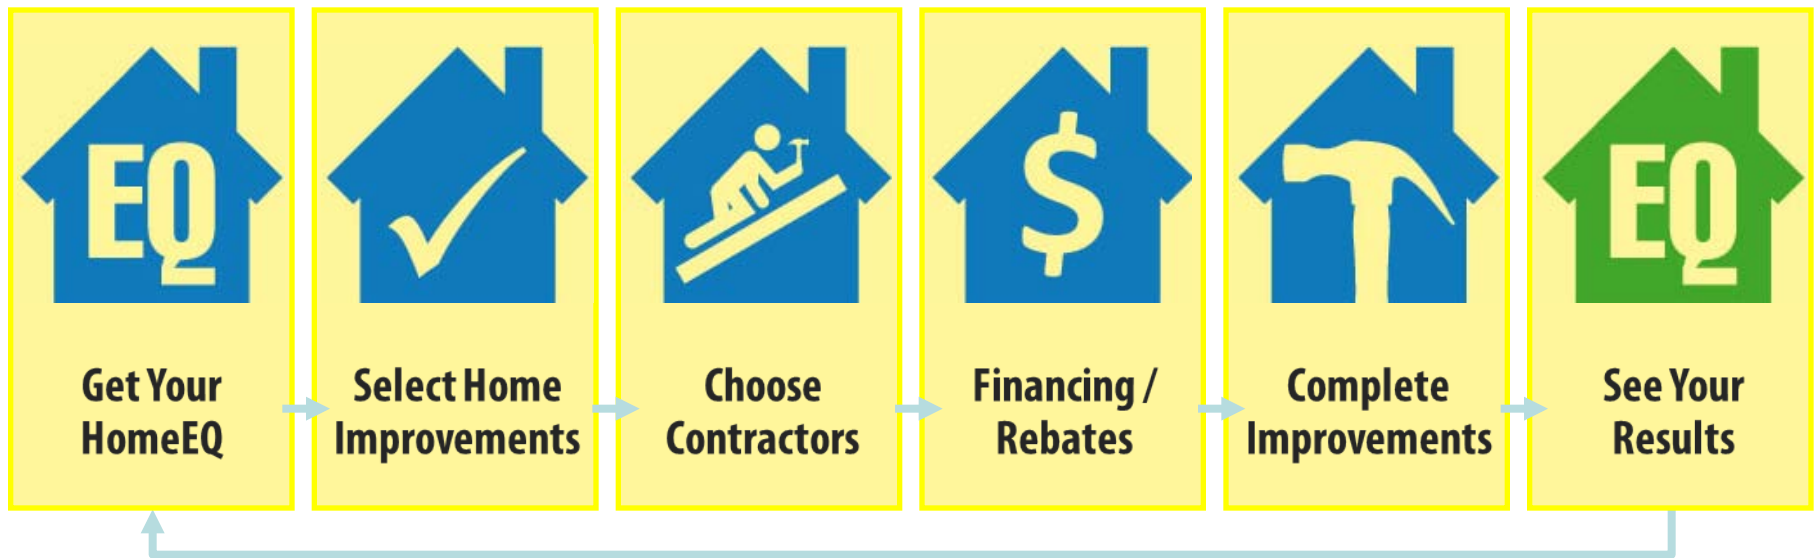 EQ
Get Your
HomeEQ
Select Home
Improvements
Choose
Contractors
$
Financing /
Rebates
Complete
Improvements
EQ
See Your
Results